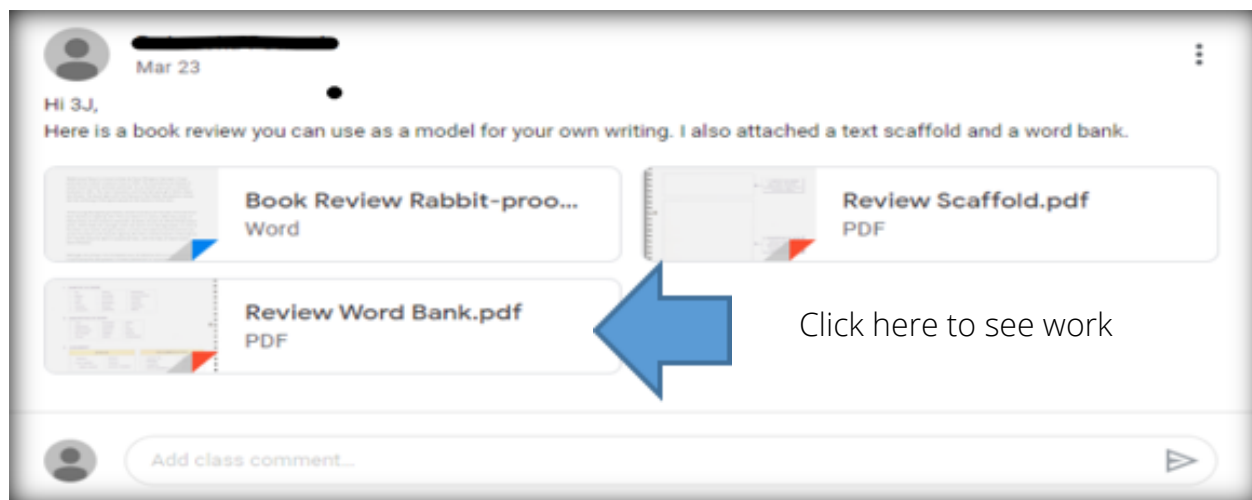 Mar 23
Hi 3J,
Here is a book review you can use as a model for your own writing. I also attached a text scaffold and a word bank.
Book Review Rabbit-proo...
Word
Review Scaffold.pdf
PDF
Review Word Bank.pdf
PDF
Click here to see work
Add class comment...